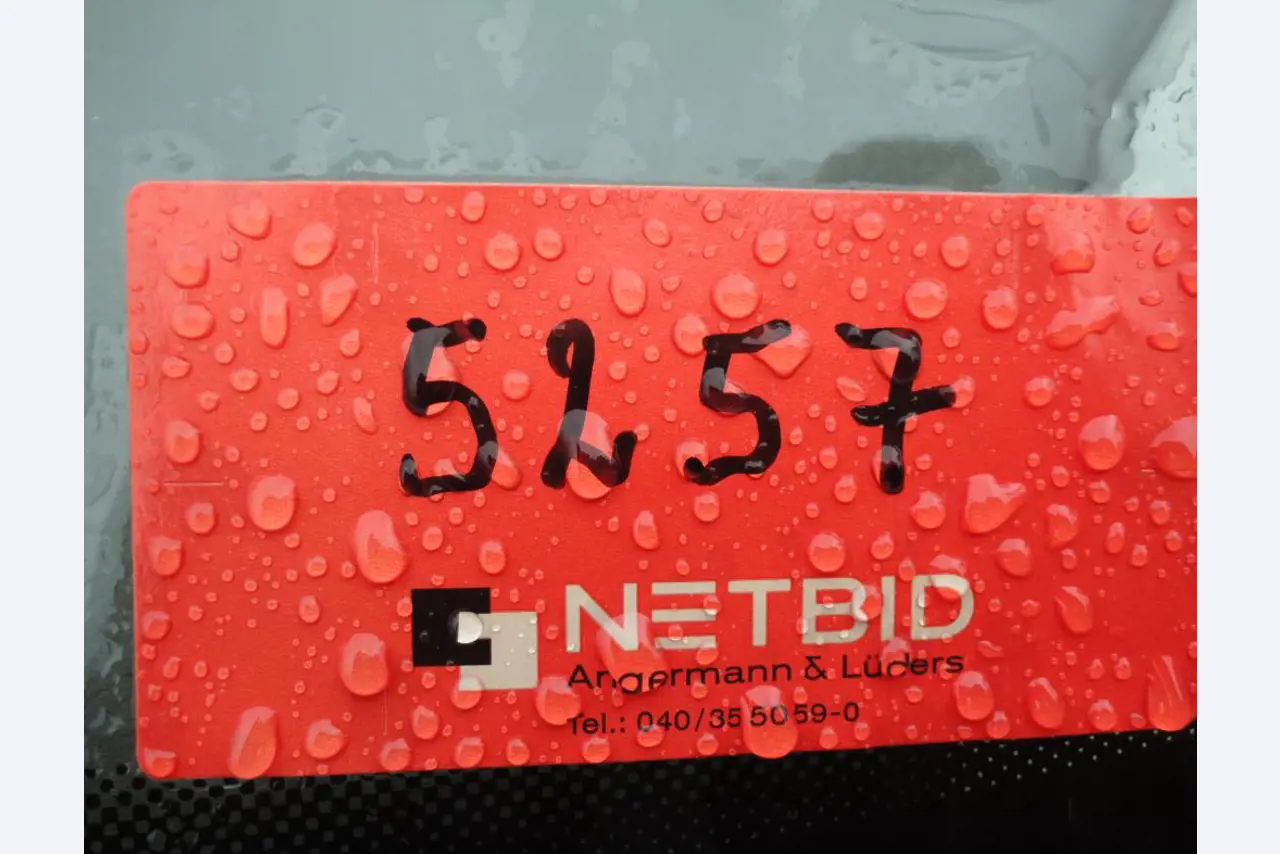 5257
NETBID
Angermann & Lüders
Tel.: 040/35 50 59-0